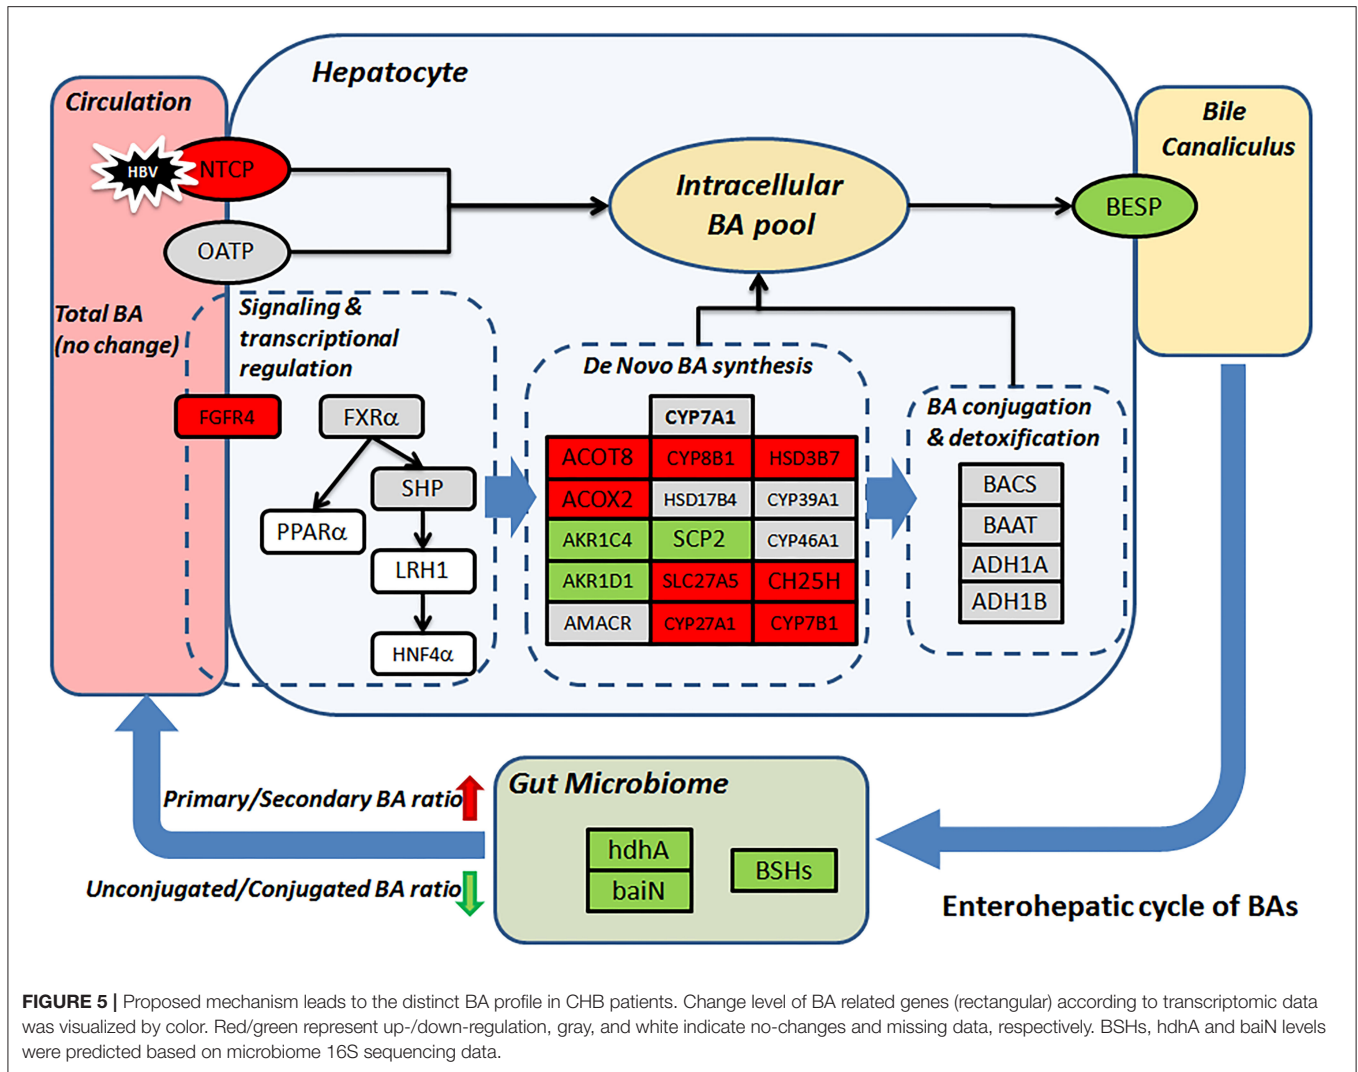 Hepatocyte
Circulation
Bile
Canaliculus
HBV
NTCP
OATP
Intracellular
BA pool
BESP
Total BA
(no change)
Signaling &
transcriptional
regulation
FGFR4
FXRα
SHP
PPARα
LRH1
HNF4α
De Novo BA synthesis
CYP7A1
ACOT8 CYP8B1 HSD3B7
ACOX2 HSD17B4 CYP39A1
AKR1C4 SCP2 CYP46A1
AKR1D1 SLC27A5 CH25H
AMACR CYP27A1 CYP7B1
BA conjugation
& detoxification
BACS
BAAT
ADH1A
ADH1B
Primary/Secondary BA ratio
Unconjugated/Conjugated BA ratio
Gut Microbiome
hdhA
baiN
BSHs
Enterohepatic cycle of BAs
FIGURE 5 | Proposed mechanism leads to the distinct BA profile in CHB patients. Change level of BA related genes (rectangular) according to transcriptomic data
was visualized by color. Red/green represent up-/down-regulation, gray, and white indicate no-changes and missing data, respectively. BSHs, hdhA and baiN levels
were predicted based on microbiome 16S sequencing data.